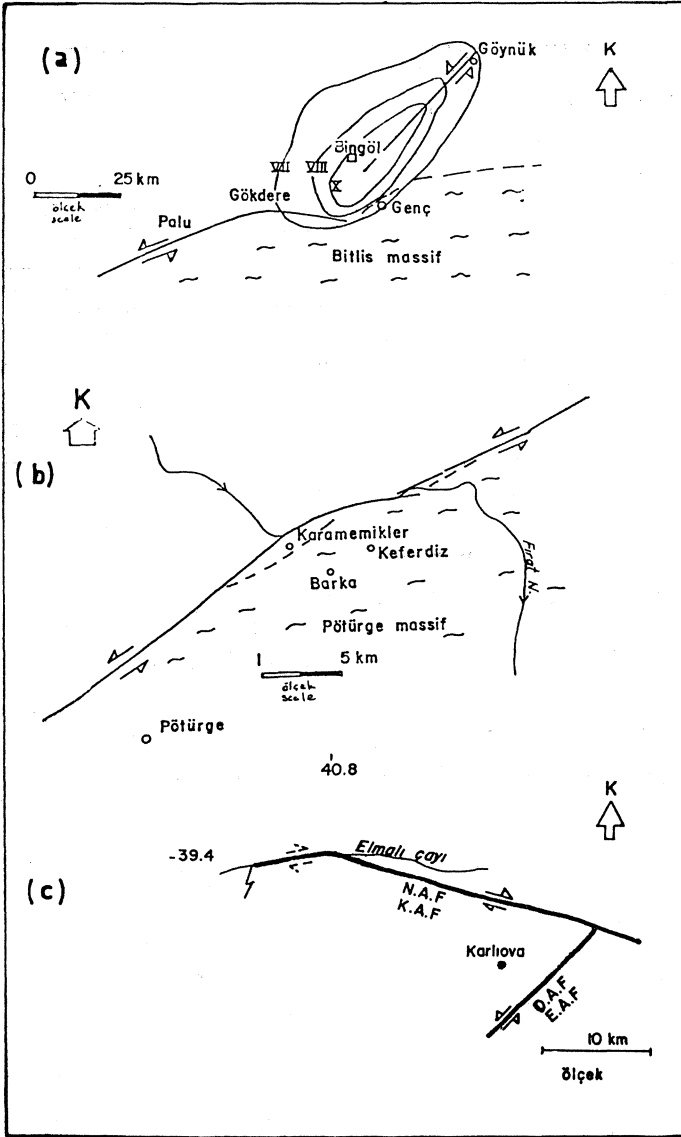 (a)
Göynük
K
Bingöl
VII
VIII
X
0 25 km
ölçek
scale
Gökdere
Genç
Palu
Bitlis massif
K
(b)
Karamemikler
Keferdiz
Barka
Fırat N.
Pötürge massif
1 5 km
ölçek
scale
Pötürge
40.8
K
-39.4
Elmalı çayı
(c)
N.A.F
K.A.F
Karlıova
D.A.F
E.A.F
10 km
ölçek